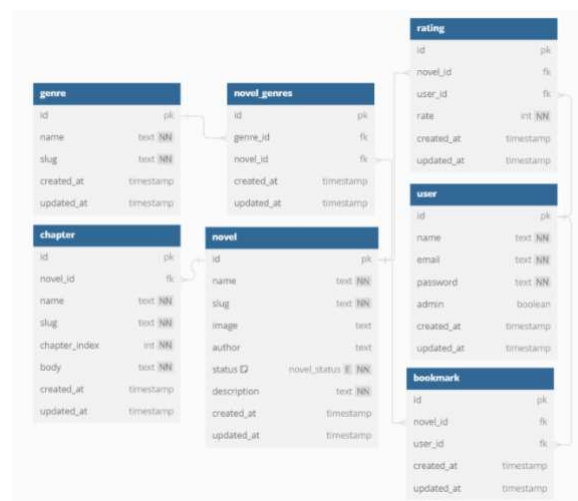 genre
id pk
name text NN
slug text NN
created_at timestamp
updated_at timestamp
novel_genres
id pk
genre_id fk
novel_id fk
created_at timestamp
updated_at timestamp
rating
id pk
novel_id fk
user_id fk
rate int NN
created_at timestamp
updated_at timestamp
chapter
id pk
novel_id fk
name text NN
slug text NN
chapter_index int NN
body text NN
created_at timestamp
updated_at timestamp
novel
id pk
name text NN
slug text NN
image text
author text
status novel_status E NN
description text NN
created_at timestamp
updated_at timestamp
user
id pk
name text NN
email text NN
password text NN
admin boolean
created_at timestamp
updated_at timestamp
bookmark
id pk
novel_id fk
user_id fk
created_at timestamp
updated_at timestamp